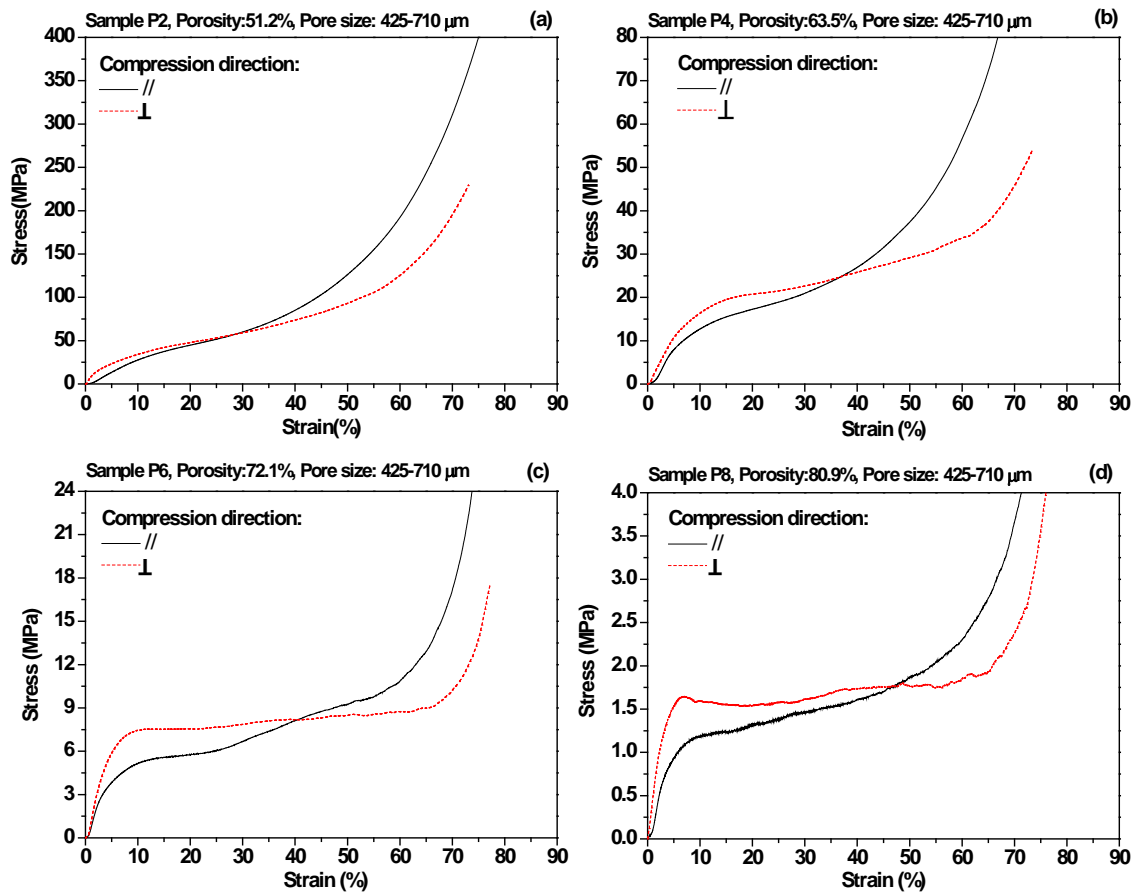 Sample P2, Porosity:51.2%, Pore size: 425-710 µm
(a)
Compression direction:
//
⊥
Stress(MPa)
400
350
300
250
200
150
100
50
0
0 10 20 30 40 50 60 70 80 90
Strain(%)
Sample P4, Porosity:63.5%, Pore size: 425-710 µm
(b)
Compression direction:
//
⊥
Stress (MPa)
80
70
60
50
40
30
20
10
0
0 10 20 30 40 50 60 70 80 90
Strain (%)
Sample P6, Porosity:72.1%, Pore size: 425-710 µm
(c)
Compression direction:
//
⊥
Stress (MPa)
24
21
18
15
12
9
6
3
0
0 10 20 30 40 50 60 70 80 90
Strain (%)
Sample P8, Porosity:80.9%, Pore size: 425-710 µm
(d)
Compression direction:
//
⊥
Stress (MPa)
4.0
3.5
3.0
2.5
2.0
1.5
1.0
0.5
0.0
0 10 20 30 40 50 60 70 80 90
Strain (%)